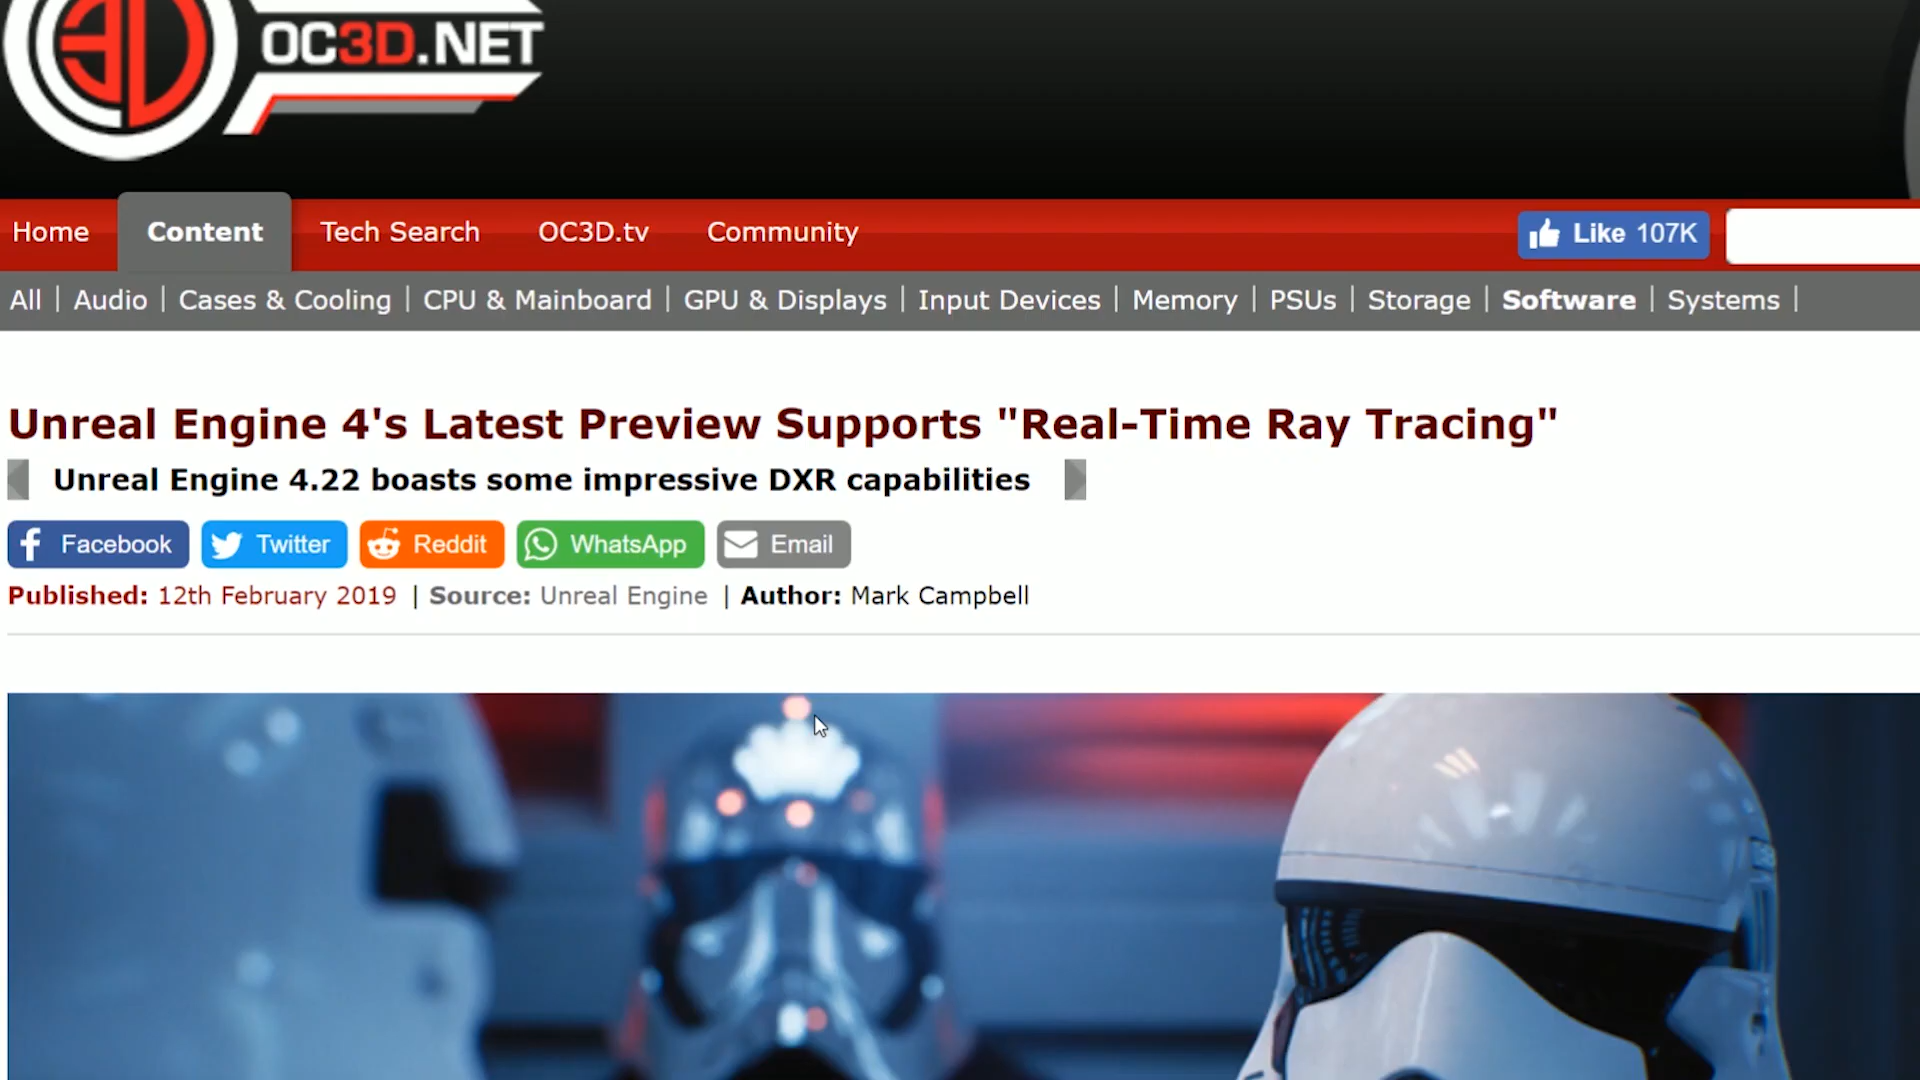 OC3D.NET
Home Content Tech Search OC3D.tv Community Like 107K
All | Audio | Cases & Cooling | CPU & Mainboard | GPU & Displays | Input Devices | Memory | PSUs | Storage | Software | Systems |
Unreal Engine 4's Latest Preview Supports "Real-Time Ray Tracing"
Unreal Engine 4.22 boasts some impressive DXR capabilities
Facebook Twitter Reddit WhatsApp Email
Published: 12th February 2019 | Source: Unreal Engine | Author: Mark Campbell